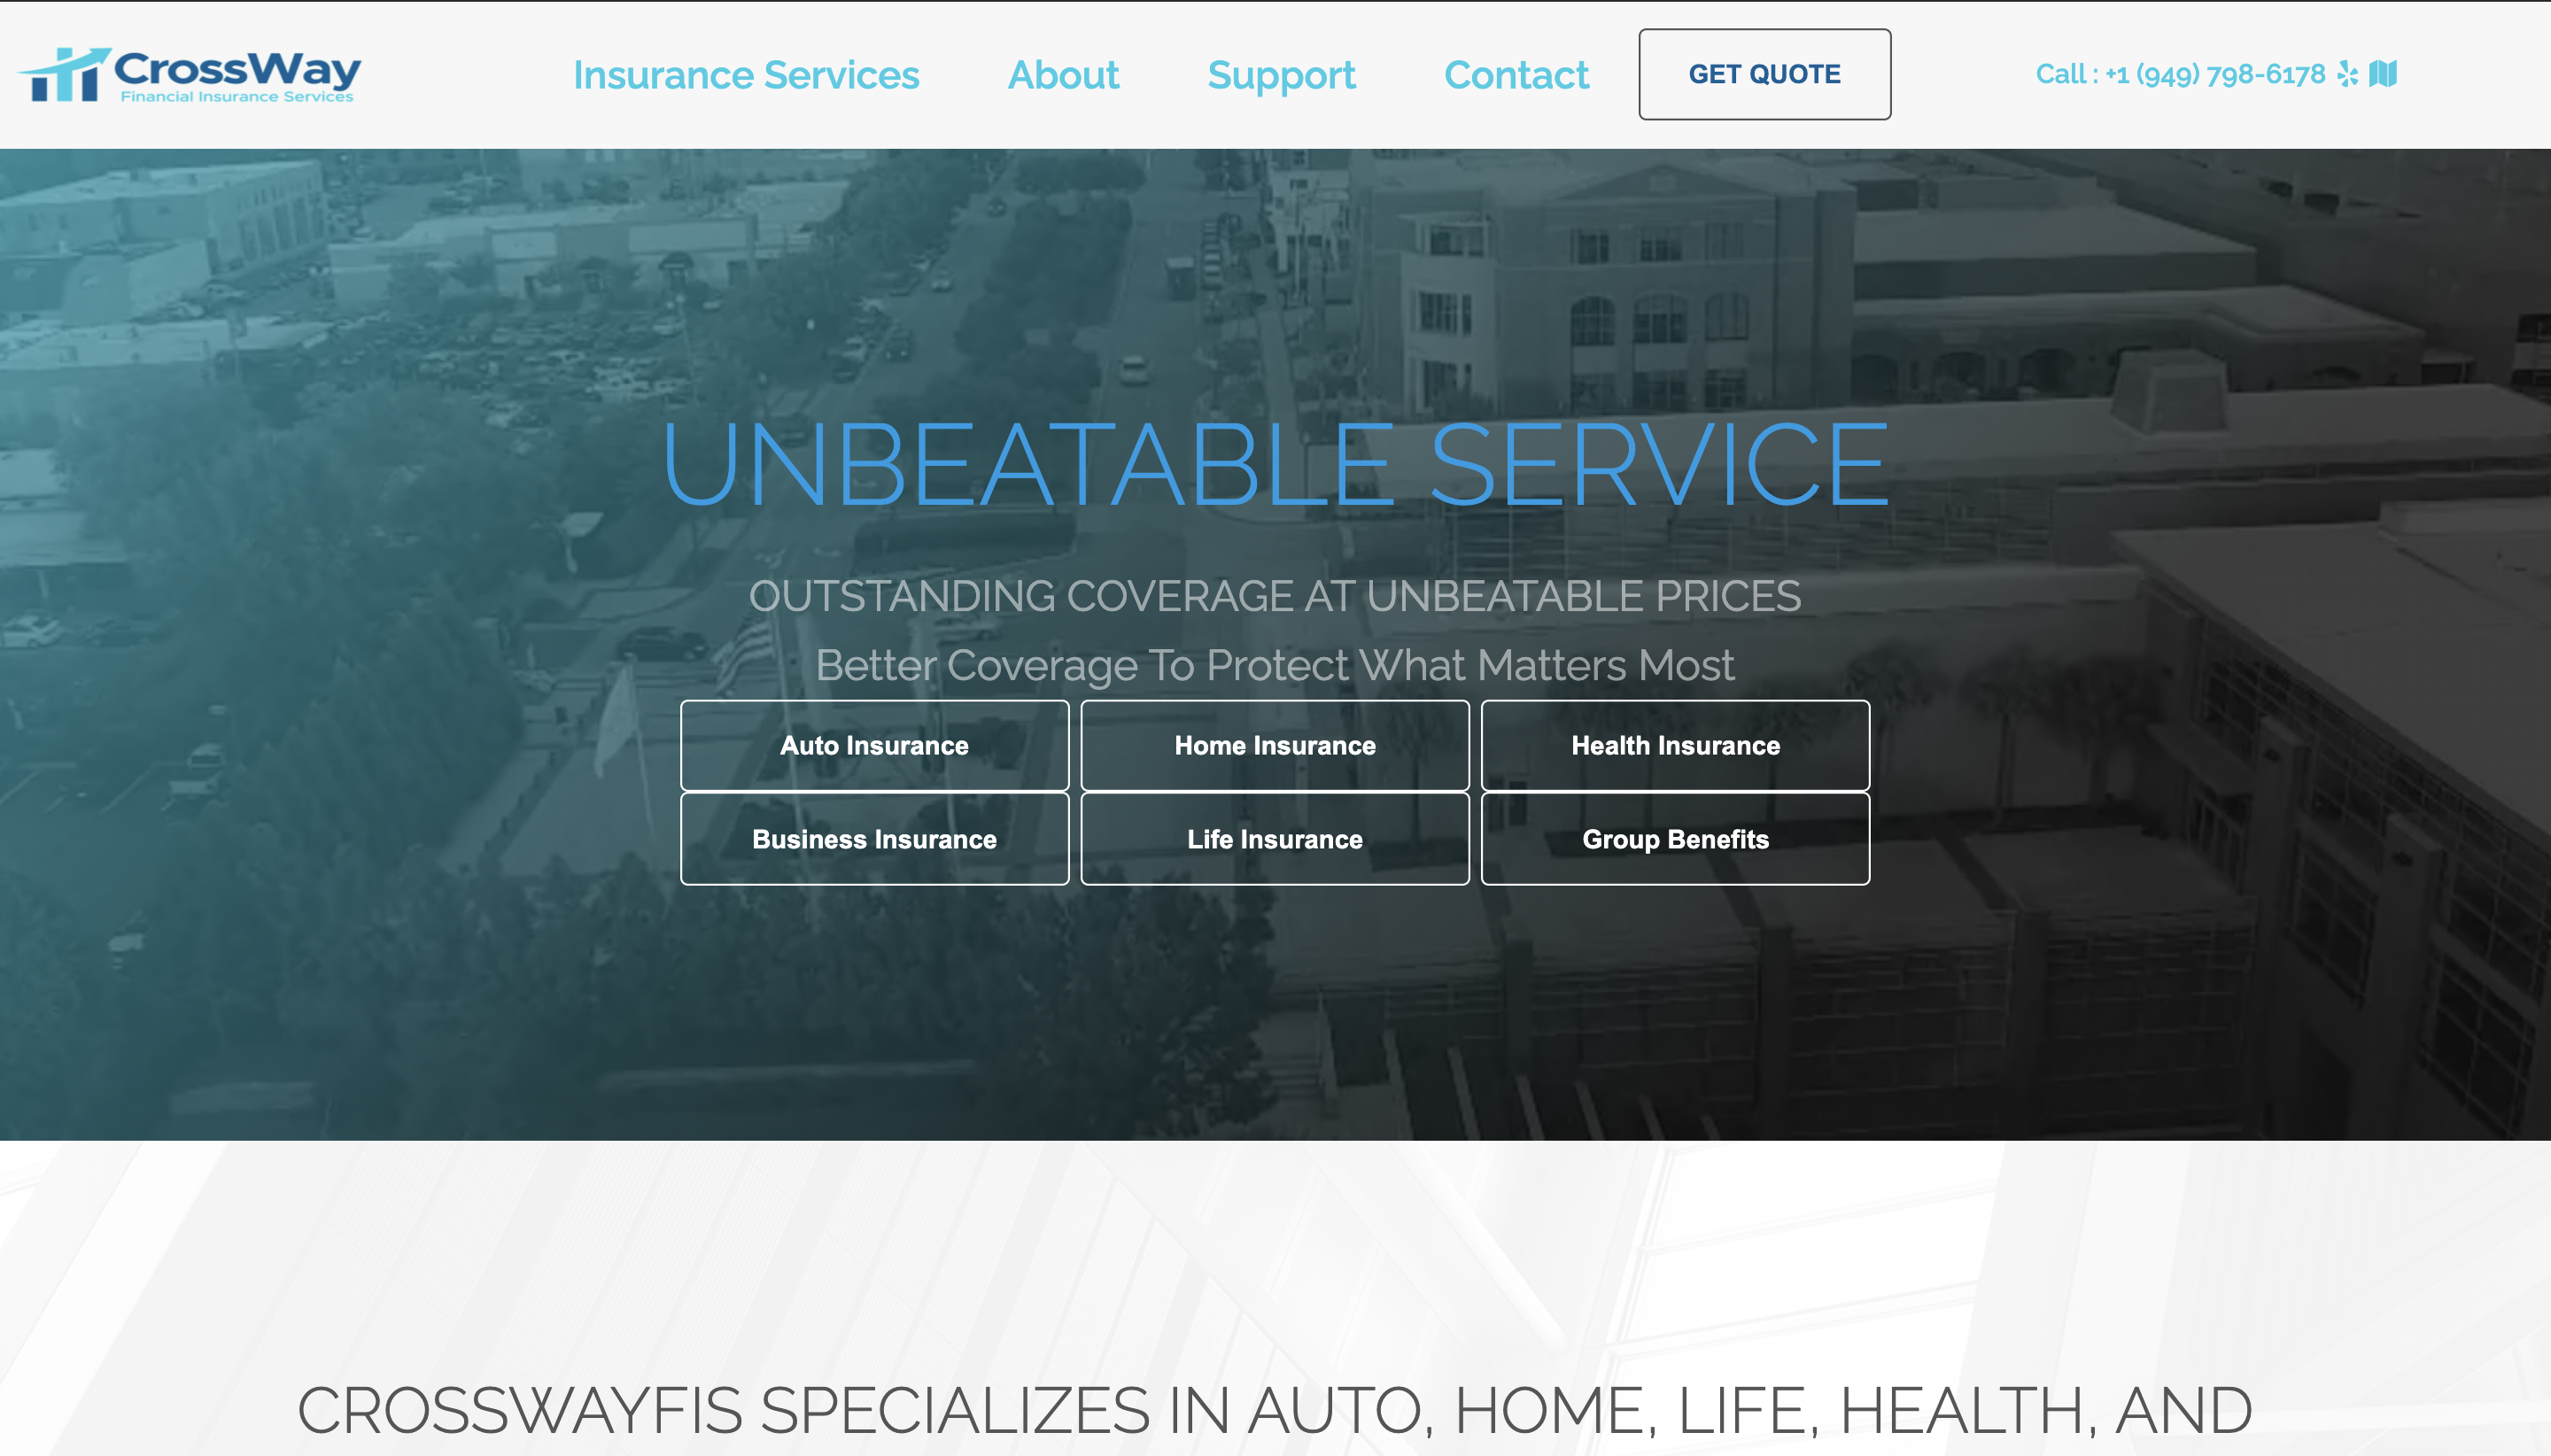 CrossWay
Financial Insurance Services
Insurance Services
About
Support
Contact
GET QUOTE
Call : +1 (949) 798-6178
UNBEATABLE SERVICE
OUTSTANDING COVERAGE AT UNBEATABLE PRICES
Better Coverage To Protect What Matters Most
Auto Insurance
Home Insurance
Health Insurance
Business Insurance
Life Insurance
Group Benefits
CROSSWAYFIS SPECIALIZES IN AUTO, HOME, LIFE, HEALTH, AND